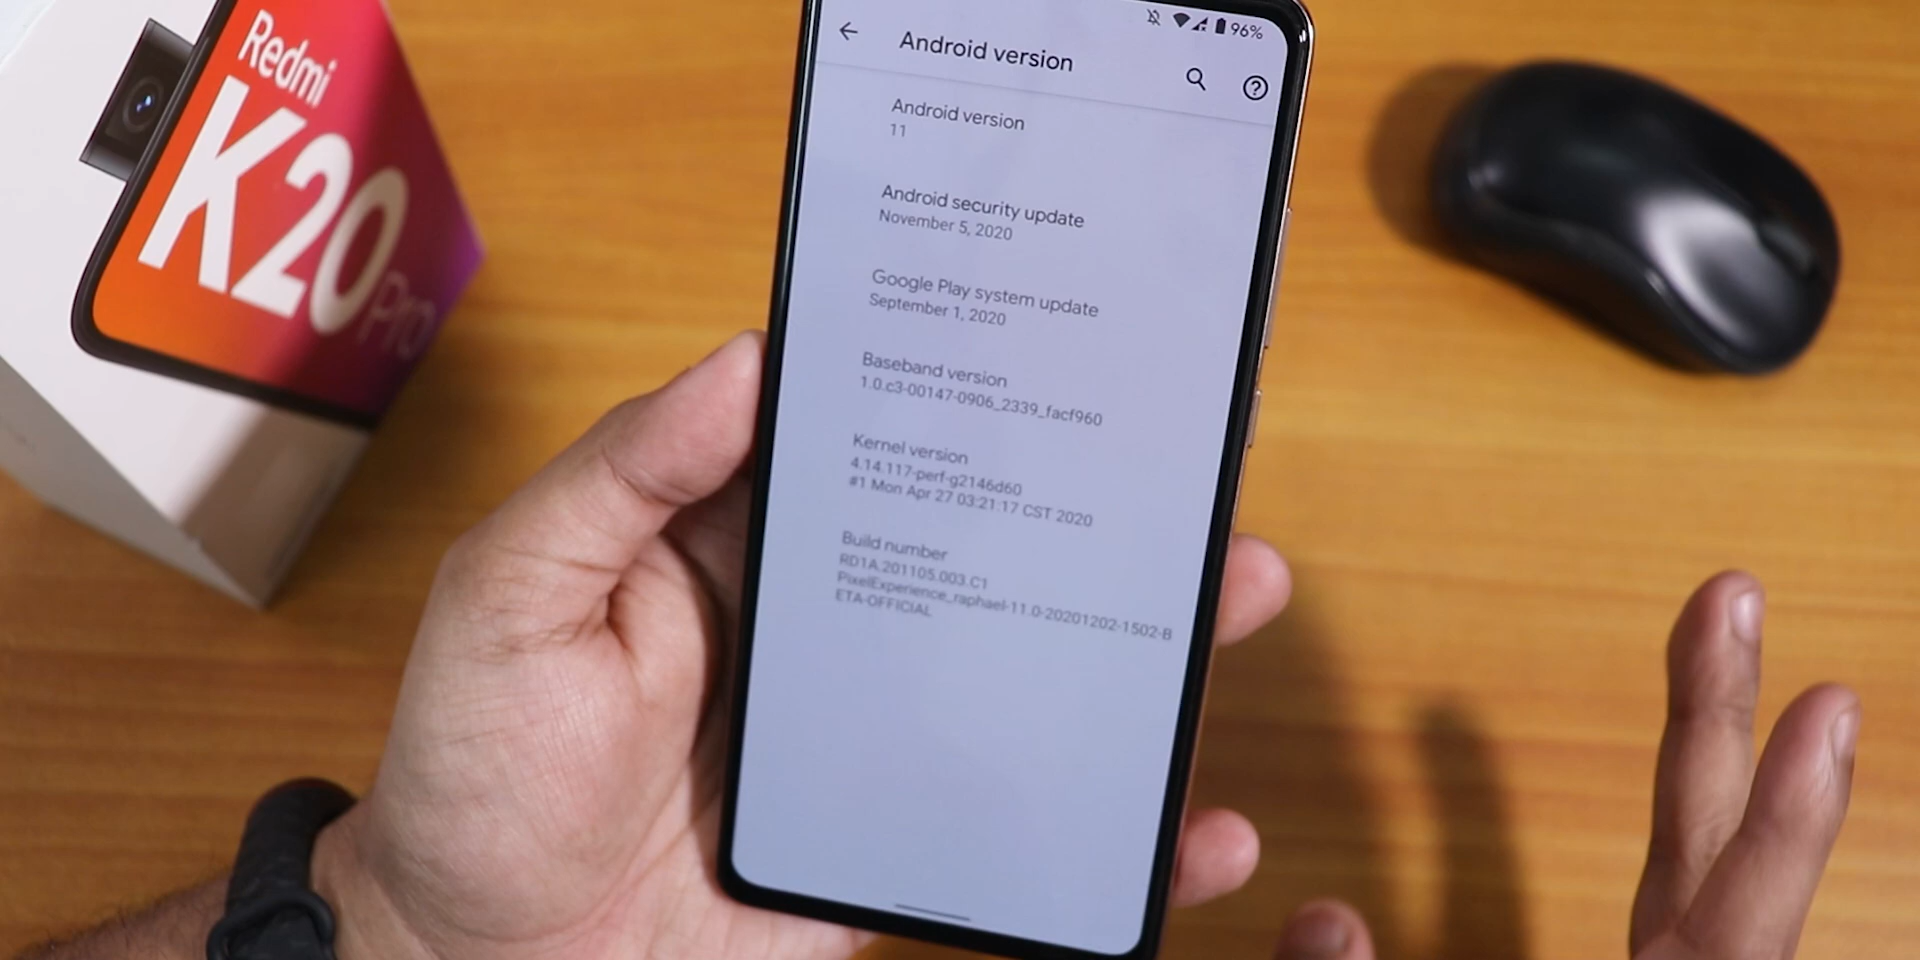 Redmi
K20 Pro
96%
Android version
Android version
11
Android security update
November 5, 2020
Google Play system update
September 1, 2020
Baseband version
1.0.c3-00147-0906_2339_facf960
Kernel version
4.14.117-perf-g2146d60
#1 Mon Apr 27 03:21:17 CST 2020
Build number
RD1A.201105.003.C1
PixelExperience_raphael-11.0-20201202-1502-B
ETA-OFFICIAL